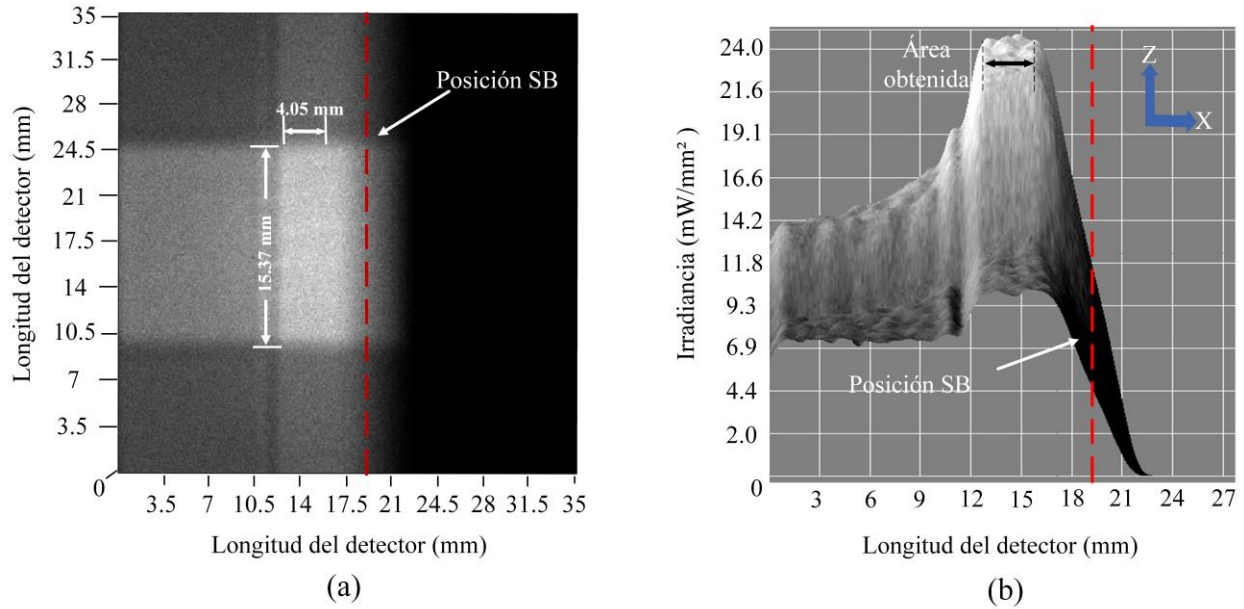 35
31.5
28
24.5
21
17.5
14
10.5
7
3.5
0
Longitud del detector (mm)
Posición SB
4.05 mm
15.37 mm
3.5 7 10.5 14 17.5 21 24.5 28 31.5 35
Longitud del detector (mm)
(a)
24.0
21.6
19.1
16.6
14.2
11.8
9.3
6.9
4.4
2.0
0
Irradiancia (mW/mm²)
Área
obtenida
Z
X
Posición SB
3 6 9 12 15 18 21 24 27
Longitud del detector (mm)
(b)